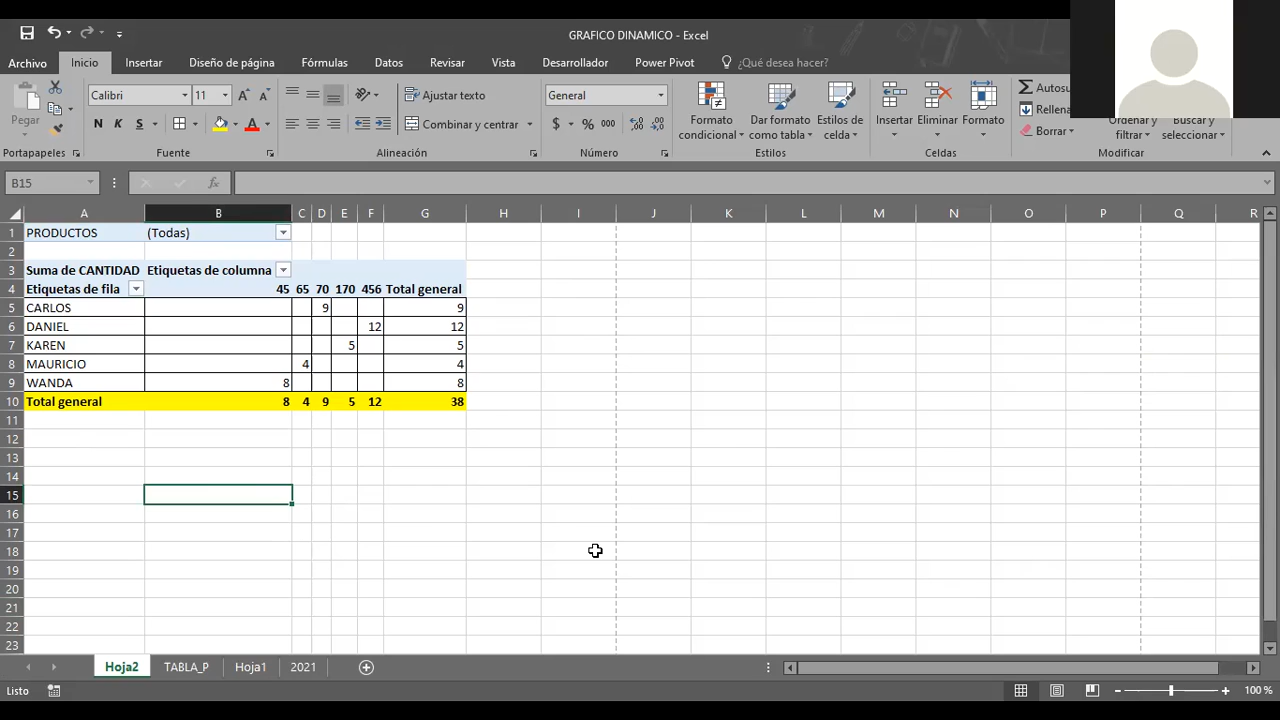 GRAFICO DINAMICO - Excel
Archivo Inicio Insertar Diseño de página Fórmulas Datos Revisar Vista Desarrollador Power Pivot ¿Qué desea hacer?
Pegar
Calibri 11
N K S
Ajustar texto
Combinar y centrar
General
$ % 000
Formato condicional
Dar formato como tabla
Estilos de celda
Insertar Eliminar Formato
Autosu
Rellena
Borrar
Ordenar y filtrar
Buscar y seleccionar
Portapapeles Fuente Alineación Número Estilos Celdas Modificar
B15 fx
A B C D E F G H I J K L M N O P Q R
1 PRODUCTOS (Todas)
2
3 Suma de CANTIDAD Etiquetas de columna
4 Etiquetas de fila 45 65 70 170 456 Total general
5 CARLOS 9 9
6 DANIEL 12 12
7 KAREN 5 5
8 MAURICIO 4 4
9 WANDA 8 8
10 Total general 8 4 9 5 12 38
11
12
13
14
15
16
17
18
19
20
21
22
23
Hoja2 TABLA_P Hoja1 2021
Listo 100 %